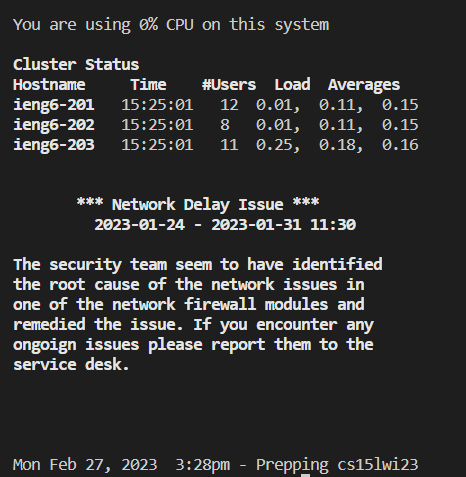 You are using 0% CPU on this system
Cluster Status
Hostname Time #Users Load Averages
ieng6-201 15:25:01 12 0.01, 0.11, 0.15
ieng6-202 15:25:01 8 0.01, 0.11, 0.15
ieng6-203 15:25:01 11 0.25, 0.18, 0.16
*** Network Delay Issue ***
2023-01-24 - 2023-01-31 11:30
The security team seem to have identified
the root cause of the network issues in
one of the network firewall modules and
remedied the issue. If you encounter any
ongoign issues please report them to the
service desk.
Mon Feb 27, 2023 3:28pm - Prepping cs15lwi23